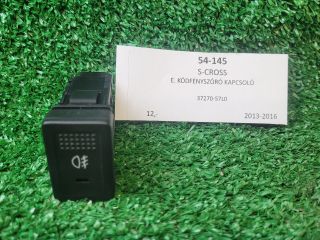 54-145
S-CROSS
E. KÖDFÉNYSZÓRÓ KAPCSOLÓ
37270-57L0
12,- 2013-2016